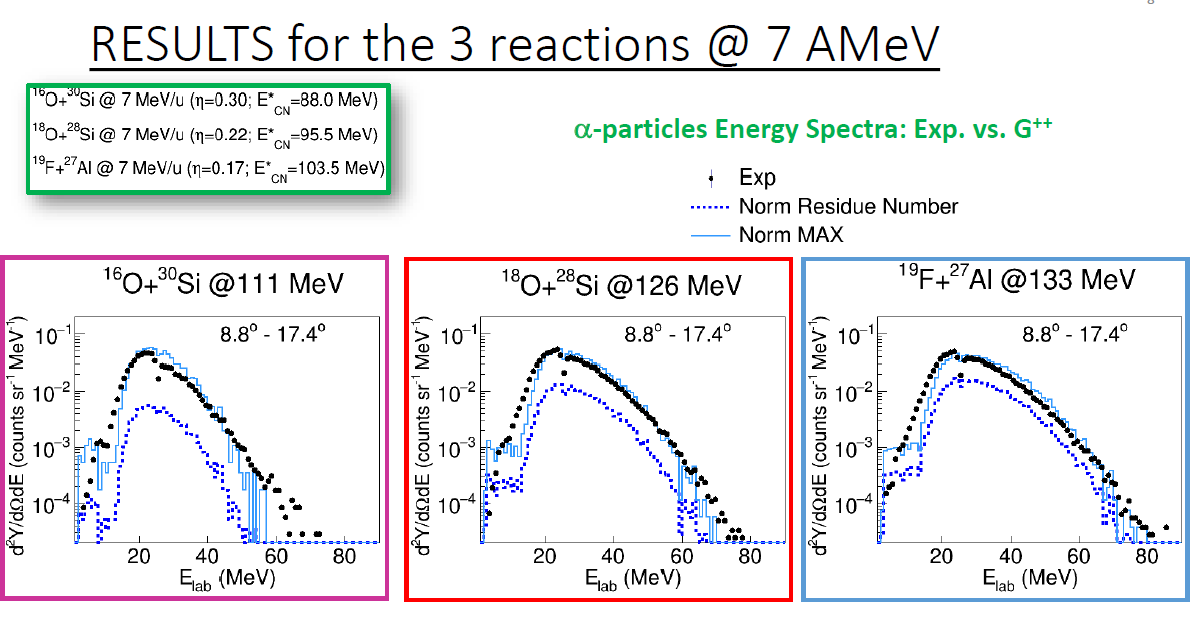 RESULTS for the 3 reactions @ 7 AMeV
¹⁶O+³⁰Si @ 7 MeV/u (η=0.30; E*CN=88.0 MeV)
¹⁸O+²⁸Si @ 7 MeV/u (η=0.22; E*CN=95.5 MeV)
¹⁹F+²⁷Al @ 7 MeV/u (η=0.17; E*CN=103.5 MeV)
α-particles Energy Spectra: Exp. vs. G⁺⁺
Exp
Norm Residue Number
Norm MAX
¹⁶O+³⁰Si @111 MeV
8.8° - 17.4°
d²Y/dΩdE (counts sr⁻¹ MeV⁻¹)
10⁻¹
10⁻²
10⁻³
10⁻⁴
20 40 60 80
Elab (MeV)
¹⁸O+²⁸Si @126 MeV
8.8° - 17.4°
d²Y/dΩdE (counts sr⁻¹ MeV⁻¹)
10⁻¹
10⁻²
10⁻³
10⁻⁴
20 40 60 80
Elab (MeV)
¹⁹F+²⁷Al @133 MeV
8.8° - 17.4°
d²Y/dΩdE (counts sr⁻¹ MeV⁻¹)
10⁻¹
10⁻²
10⁻³
10⁻⁴
20 40 60 80
Elab (MeV)